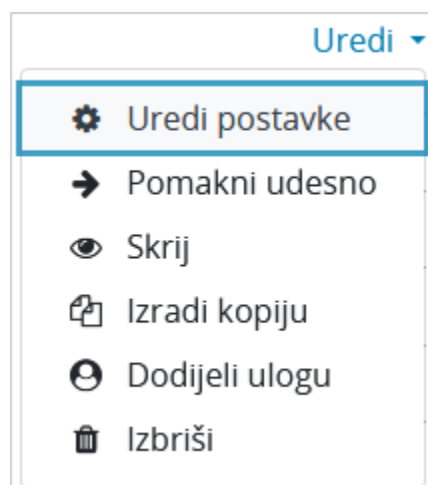 Uredi
Uredi postavke
Pomakni udesno
Skrij
Izradi kopiju
Dodijeli ulogu
Izbriši